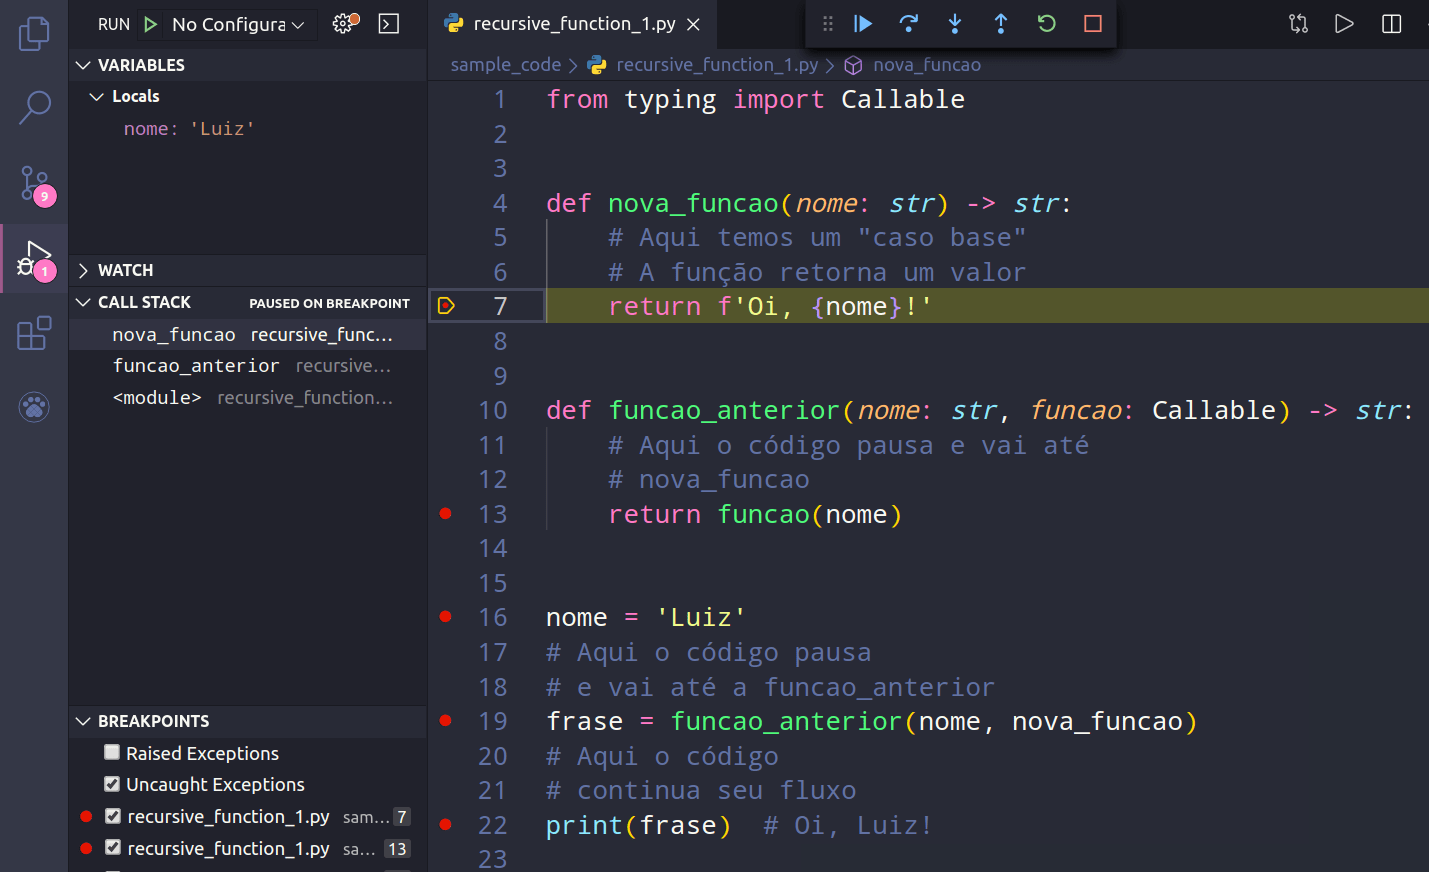 RUN No Configura
VARIABLES
Locals
nome: 'Luiz'
9
1
WATCH
CALL STACK PAUSED ON BREAKPOINT
nova_funcao recursive_func...
funcao_anterior recursive...
<module> recursive_function...
BREAKPOINTS
Raised Exceptions
Uncaught Exceptions
recursive_function_1.py sam... 7
recursive_function_1.py sa... 13
recursive_function_1.py
sample_code > recursive_function_1.py > nova_funcao
1 from typing import Callable
2
3
4 def nova_funcao(nome: str) -> str:
5 # Aqui temos um "caso base"
6 # A função retorna um valor
7 return f'Oi, {nome}!'
8
9
10 def funcao_anterior(nome: str, funcao: Callable) -> str:
11 # Aqui o código pausa e vai até
12 # nova_funcao
13 return funcao(nome)
14
15
16 nome = 'Luiz'
17 # Aqui o código pausa
18 # e vai até a funcao_anterior
19 frase = funcao_anterior(nome, nova_funcao)
20 # Aqui o código
21 # continua seu fluxo
22 print(frase)  # Oi, Luiz!
23